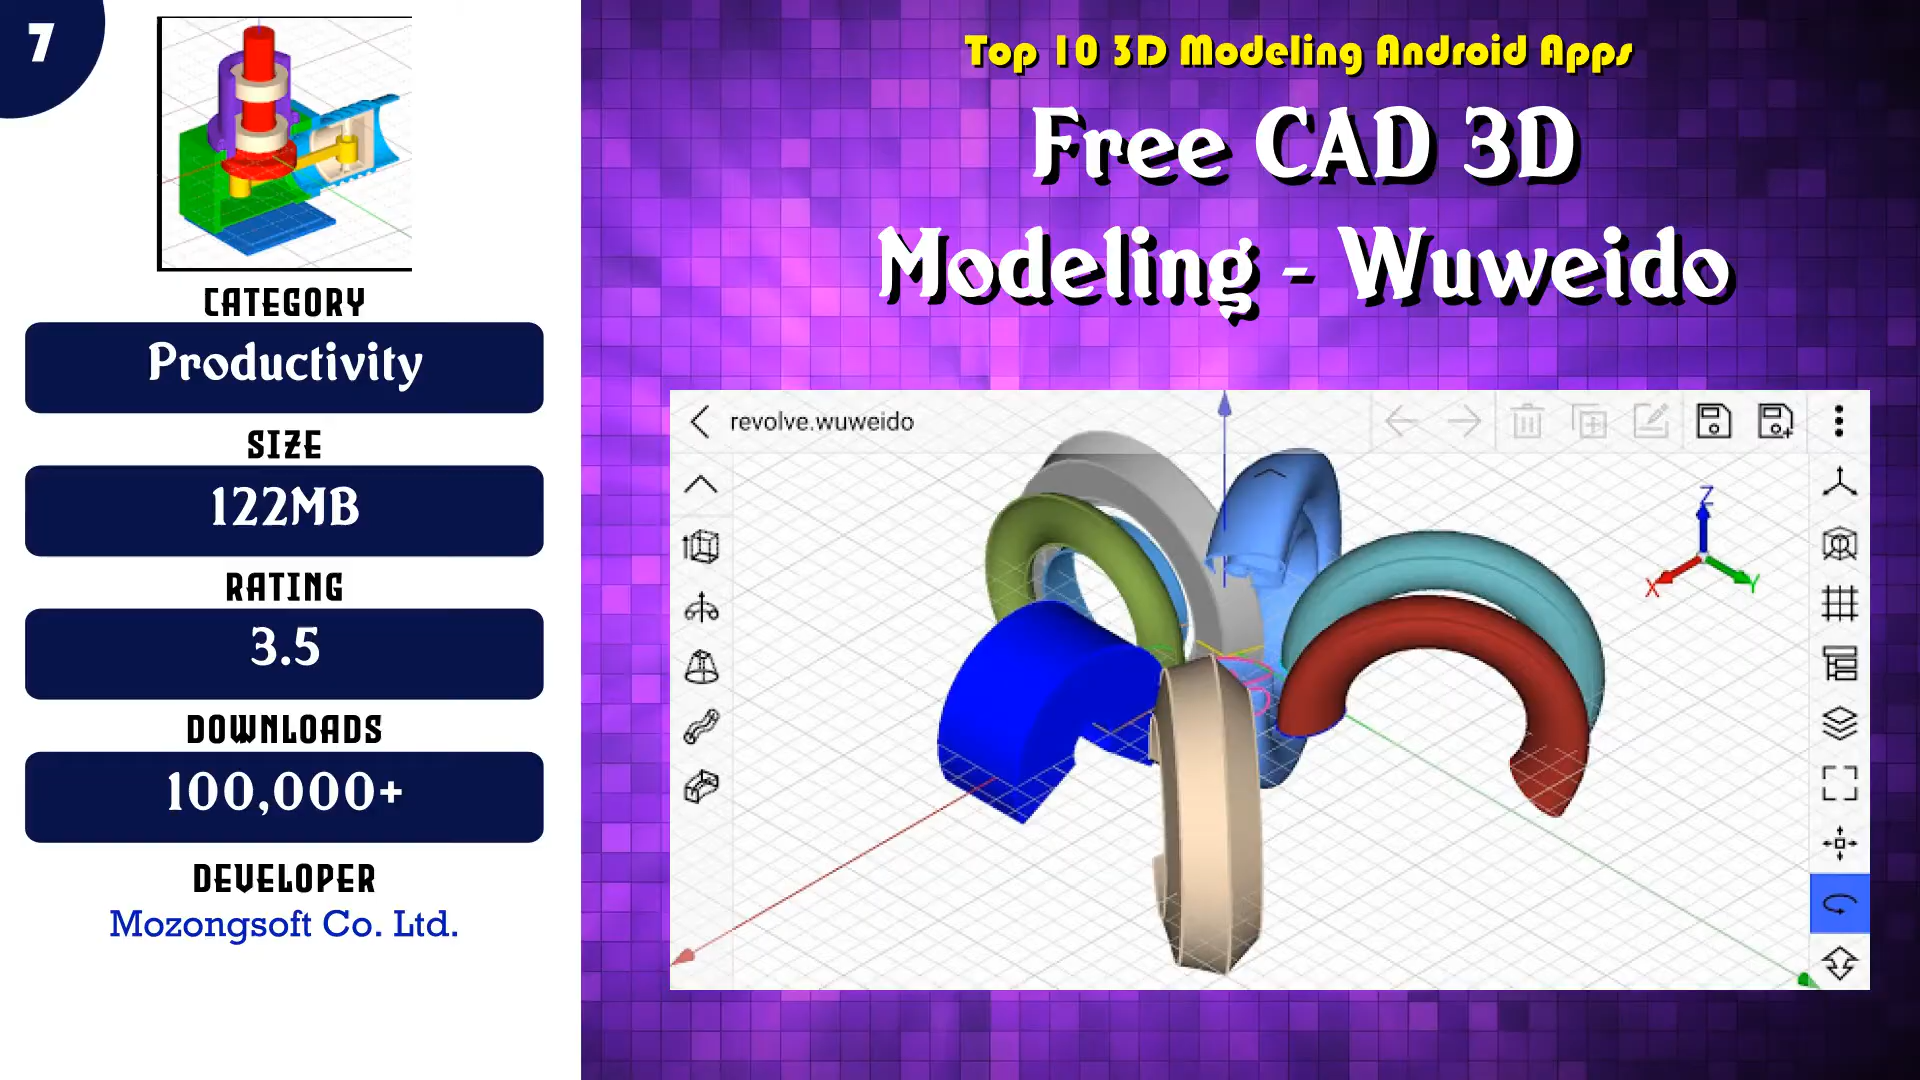 7
CATEGORY
Productivity
SIZE
122MB
RATING
3.5
DOWNLOADS
100,000+
DEVELOPER
Mozongsoft Co. Ltd.
Top 10 3D Modeling Android Apps
Free CAD 3D
Modeling - Wuweido
revolve.wuweido
Z
X
Y